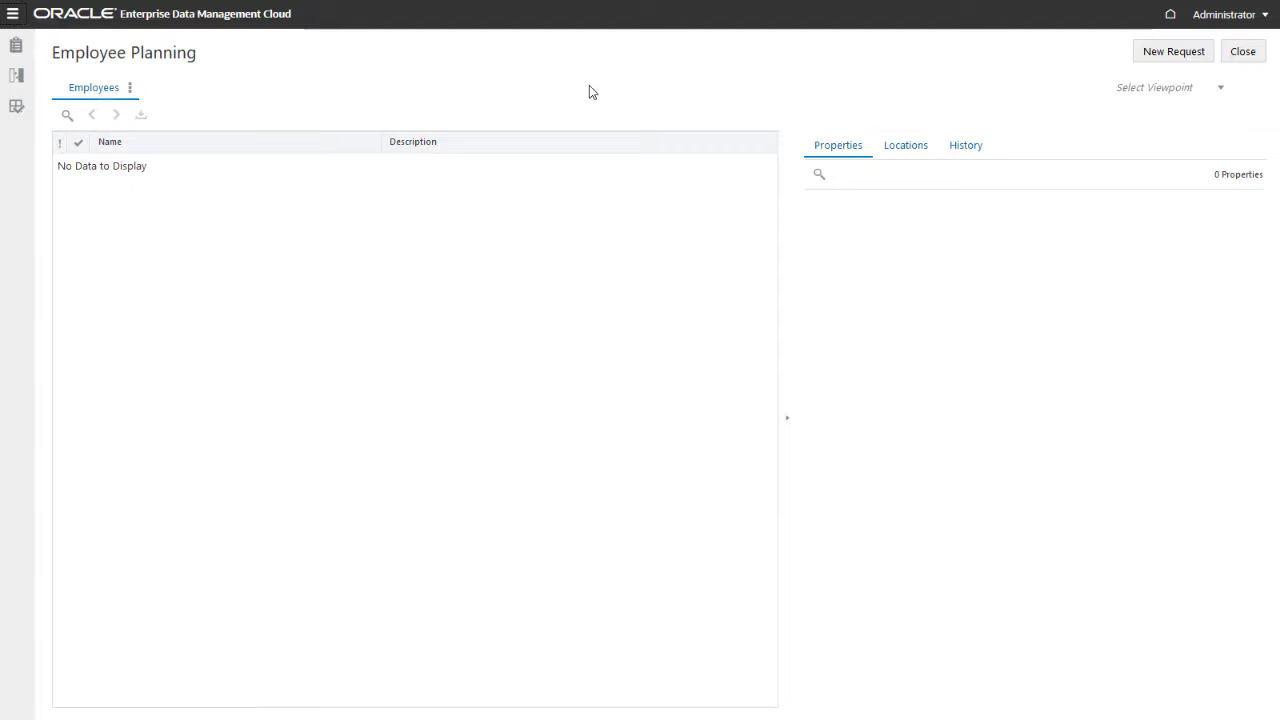 ORACLE Enterprise Data Management Cloud
Administrator
Employee Planning
New Request
Close
Employees
Select Viewpoint
! Name Description
No Data to Display
Properties Locations History
0 Properties